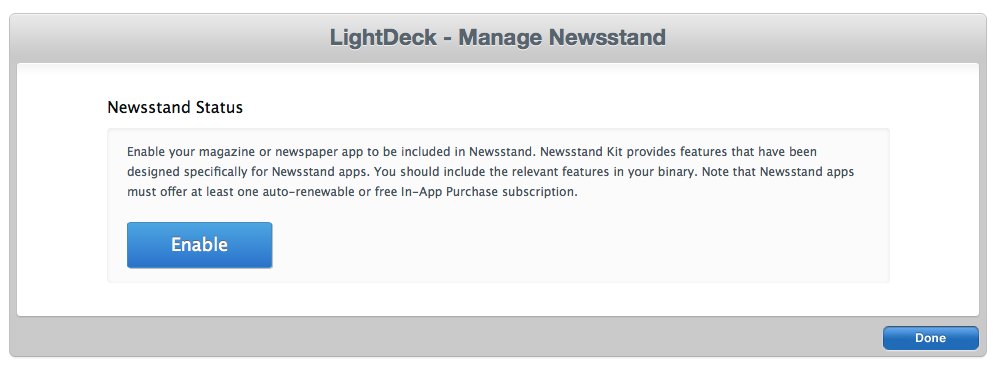 LightDeck - Manage Newsstand
Newsstand Status
Enable your magazine or newspaper app to be included in Newsstand. Newsstand Kit provides features that have been
designed specifically for Newsstand apps. You should include the relevant features in your binary. Note that Newsstand apps
must offer at least one auto-renewable or free In-App Purchase subscription.
Enable
Done